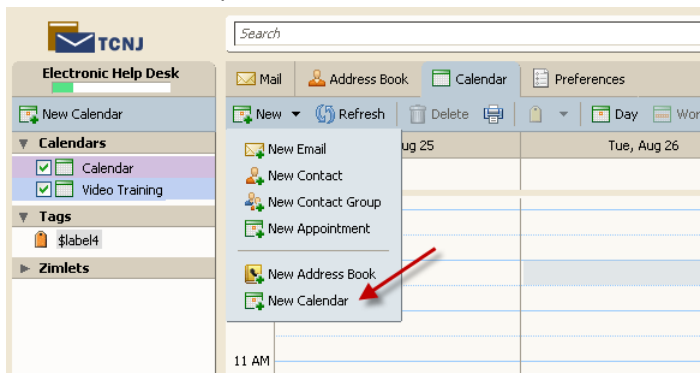 TCNJ
Search
Electronic Help Desk
Mail Address Book Calendar Preferences
New Calendar
New Refresh Delete Day
Calendars
Calendar
Video Training
Tags
$label4
Zimlets
New Email
New Contact
New Contact Group
New Appointment
New Address Book
New Calendar
ug 25
Tue, Aug 26
11 AM